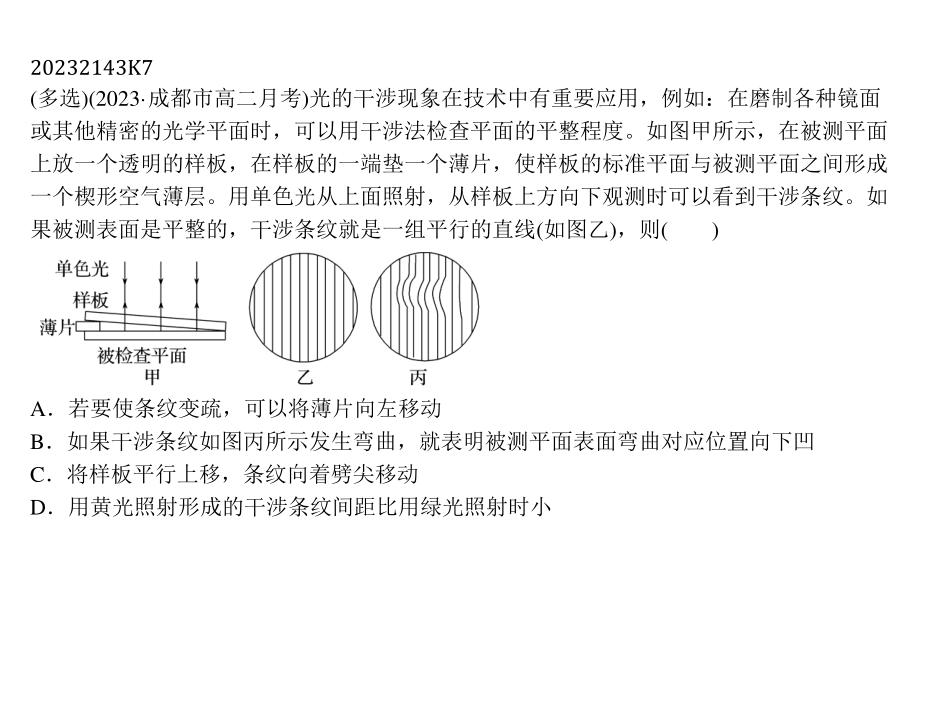 20232143K7
(多选)(2023·成都市高二月考)光的干涉现象在技术中有重要应用，例如：在磨制各种镜面
或其他精密的光学平面时，可以用干涉法检查平面的平整程度。如图甲所示，在被测平面
上放一个透明的样板，在样板的一端垫一个薄片，使样板的标准平面与被测平面之间形成
一个楔形空气薄层。用单色光从上面照射，从样板上方向下观测时可以看到干涉条纹。如
果被测表面是平整的，干涉条纹就是一组平行的直线(如图乙)，则(　　)
单色光
样板
薄片
被检查平面
甲 乙 丙
A．若要使条纹变疏，可以将薄片向左移动
B．如果干涉条纹如图丙所示发生弯曲，就表明被测平面表面弯曲对应位置向下凹
C．将样板平行上移，条纹向着劈尖移动
D．用黄光照射形成的干涉条纹间距比用绿光照射时小